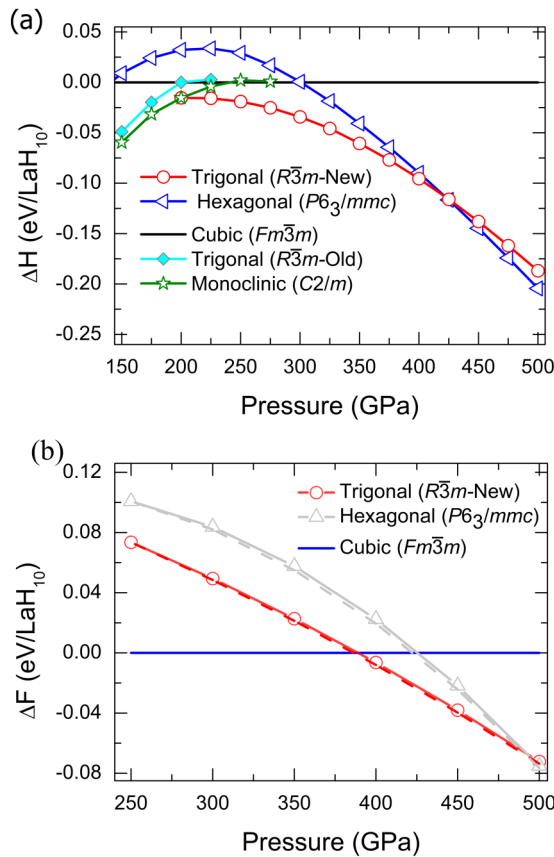 (a)
0.05
0.00
-0.05
-0.10
-0.15
-0.20
-0.25
ΔH (eV/LaH₁₀)
Trigonal (R3̅m-New)
Hexagonal (P6₃/mmc)
Cubic (Fm3̅m)
Trigonal (R3̅m-Old)
Monoclinic (C2/m)
150 200 250 300 350 400 450 500
Pressure (GPa)
(b)
0.12
0.08
0.04
0.00
-0.04
-0.08
ΔF (eV/LaH₁₀)
Trigonal (R3̅m-New)
Hexagonal (P6₃/mmc)
Cubic (Fm3̅m)
250 300 350 400 450 500
Pressure (GPa)